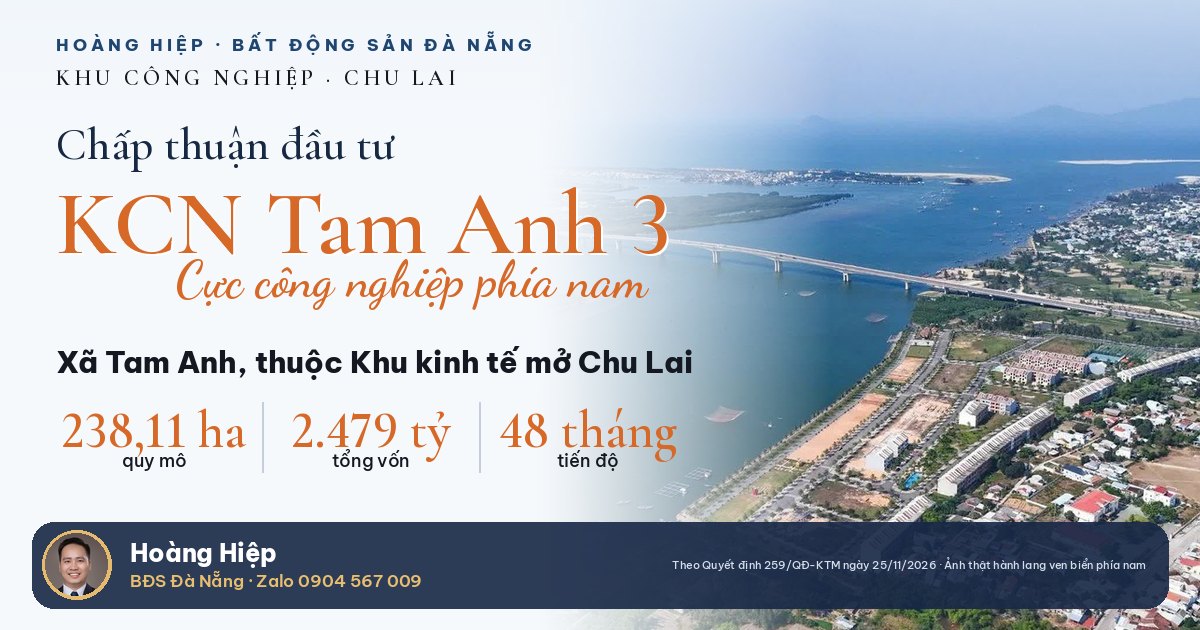 HOÀNG HIỆP · BẤT ĐỘNG SẢN ĐÀ NẴNG
KHU CÔNG NGHIỆP · CHU LAI
Chấp thuận đầu tư
KCN Tam Anh 3
Cực công nghiệp phía nam
Xã Tam Anh, thuộc Khu kinh tế mở Chu Lai
238,11 ha
quy mô
2.479 tỷ
tổng vốn
48 tháng
tiến độ
Hoàng Hiệp
BĐS Đà Nẵng · Zalo 0904 567 009
Theo Quyết định 259/QĐ-KTM ngày 25/11/2026 · Ảnh thật hành lang ven biển phía nam